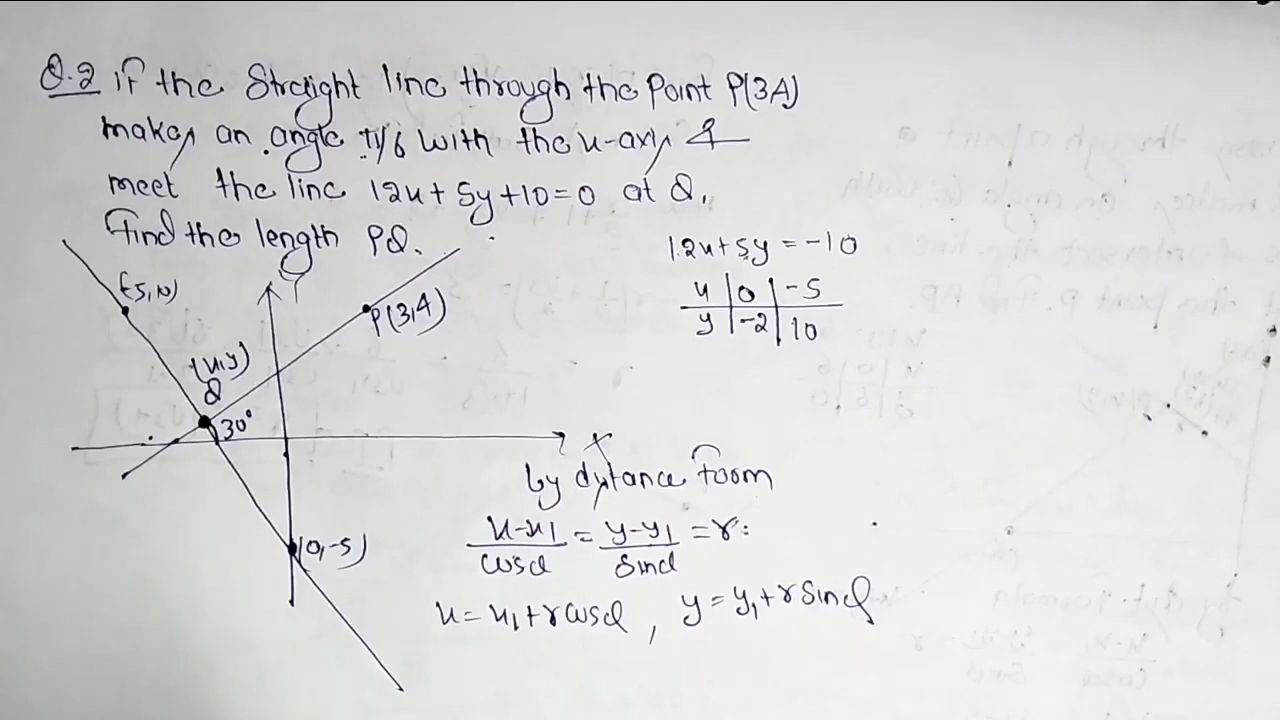 Q.2 if the Straight line through the Point P(3,4)
makes an angle π/6 with the x-axis &
meet the line 12x + 5y + 10 = 0 at Q.
find the length PQ.
12x + 5y = -10
x | 0 | -5
y | -2 | 10
(-5,10)
Y
P(3,4)
(x,y)
Q
30°
X
(0,-5)
by distance form
x-x1/cosα = y-y1/sinα = r
x = x1 + r cosα , y = y1 + r sinα